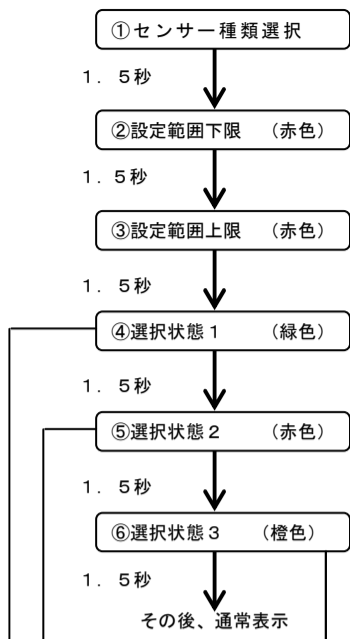 ①センサー種類選択
１．５秒
②設定範囲下限　（赤色）
１．５秒
③設定範囲上限　（赤色）
１．５秒
④選択状態１　　（緑色）
１．５秒
⑤選択状態２　　（赤色）
１．５秒
⑥選択状態３　　（橙色）
１．５秒
その後、通常表示